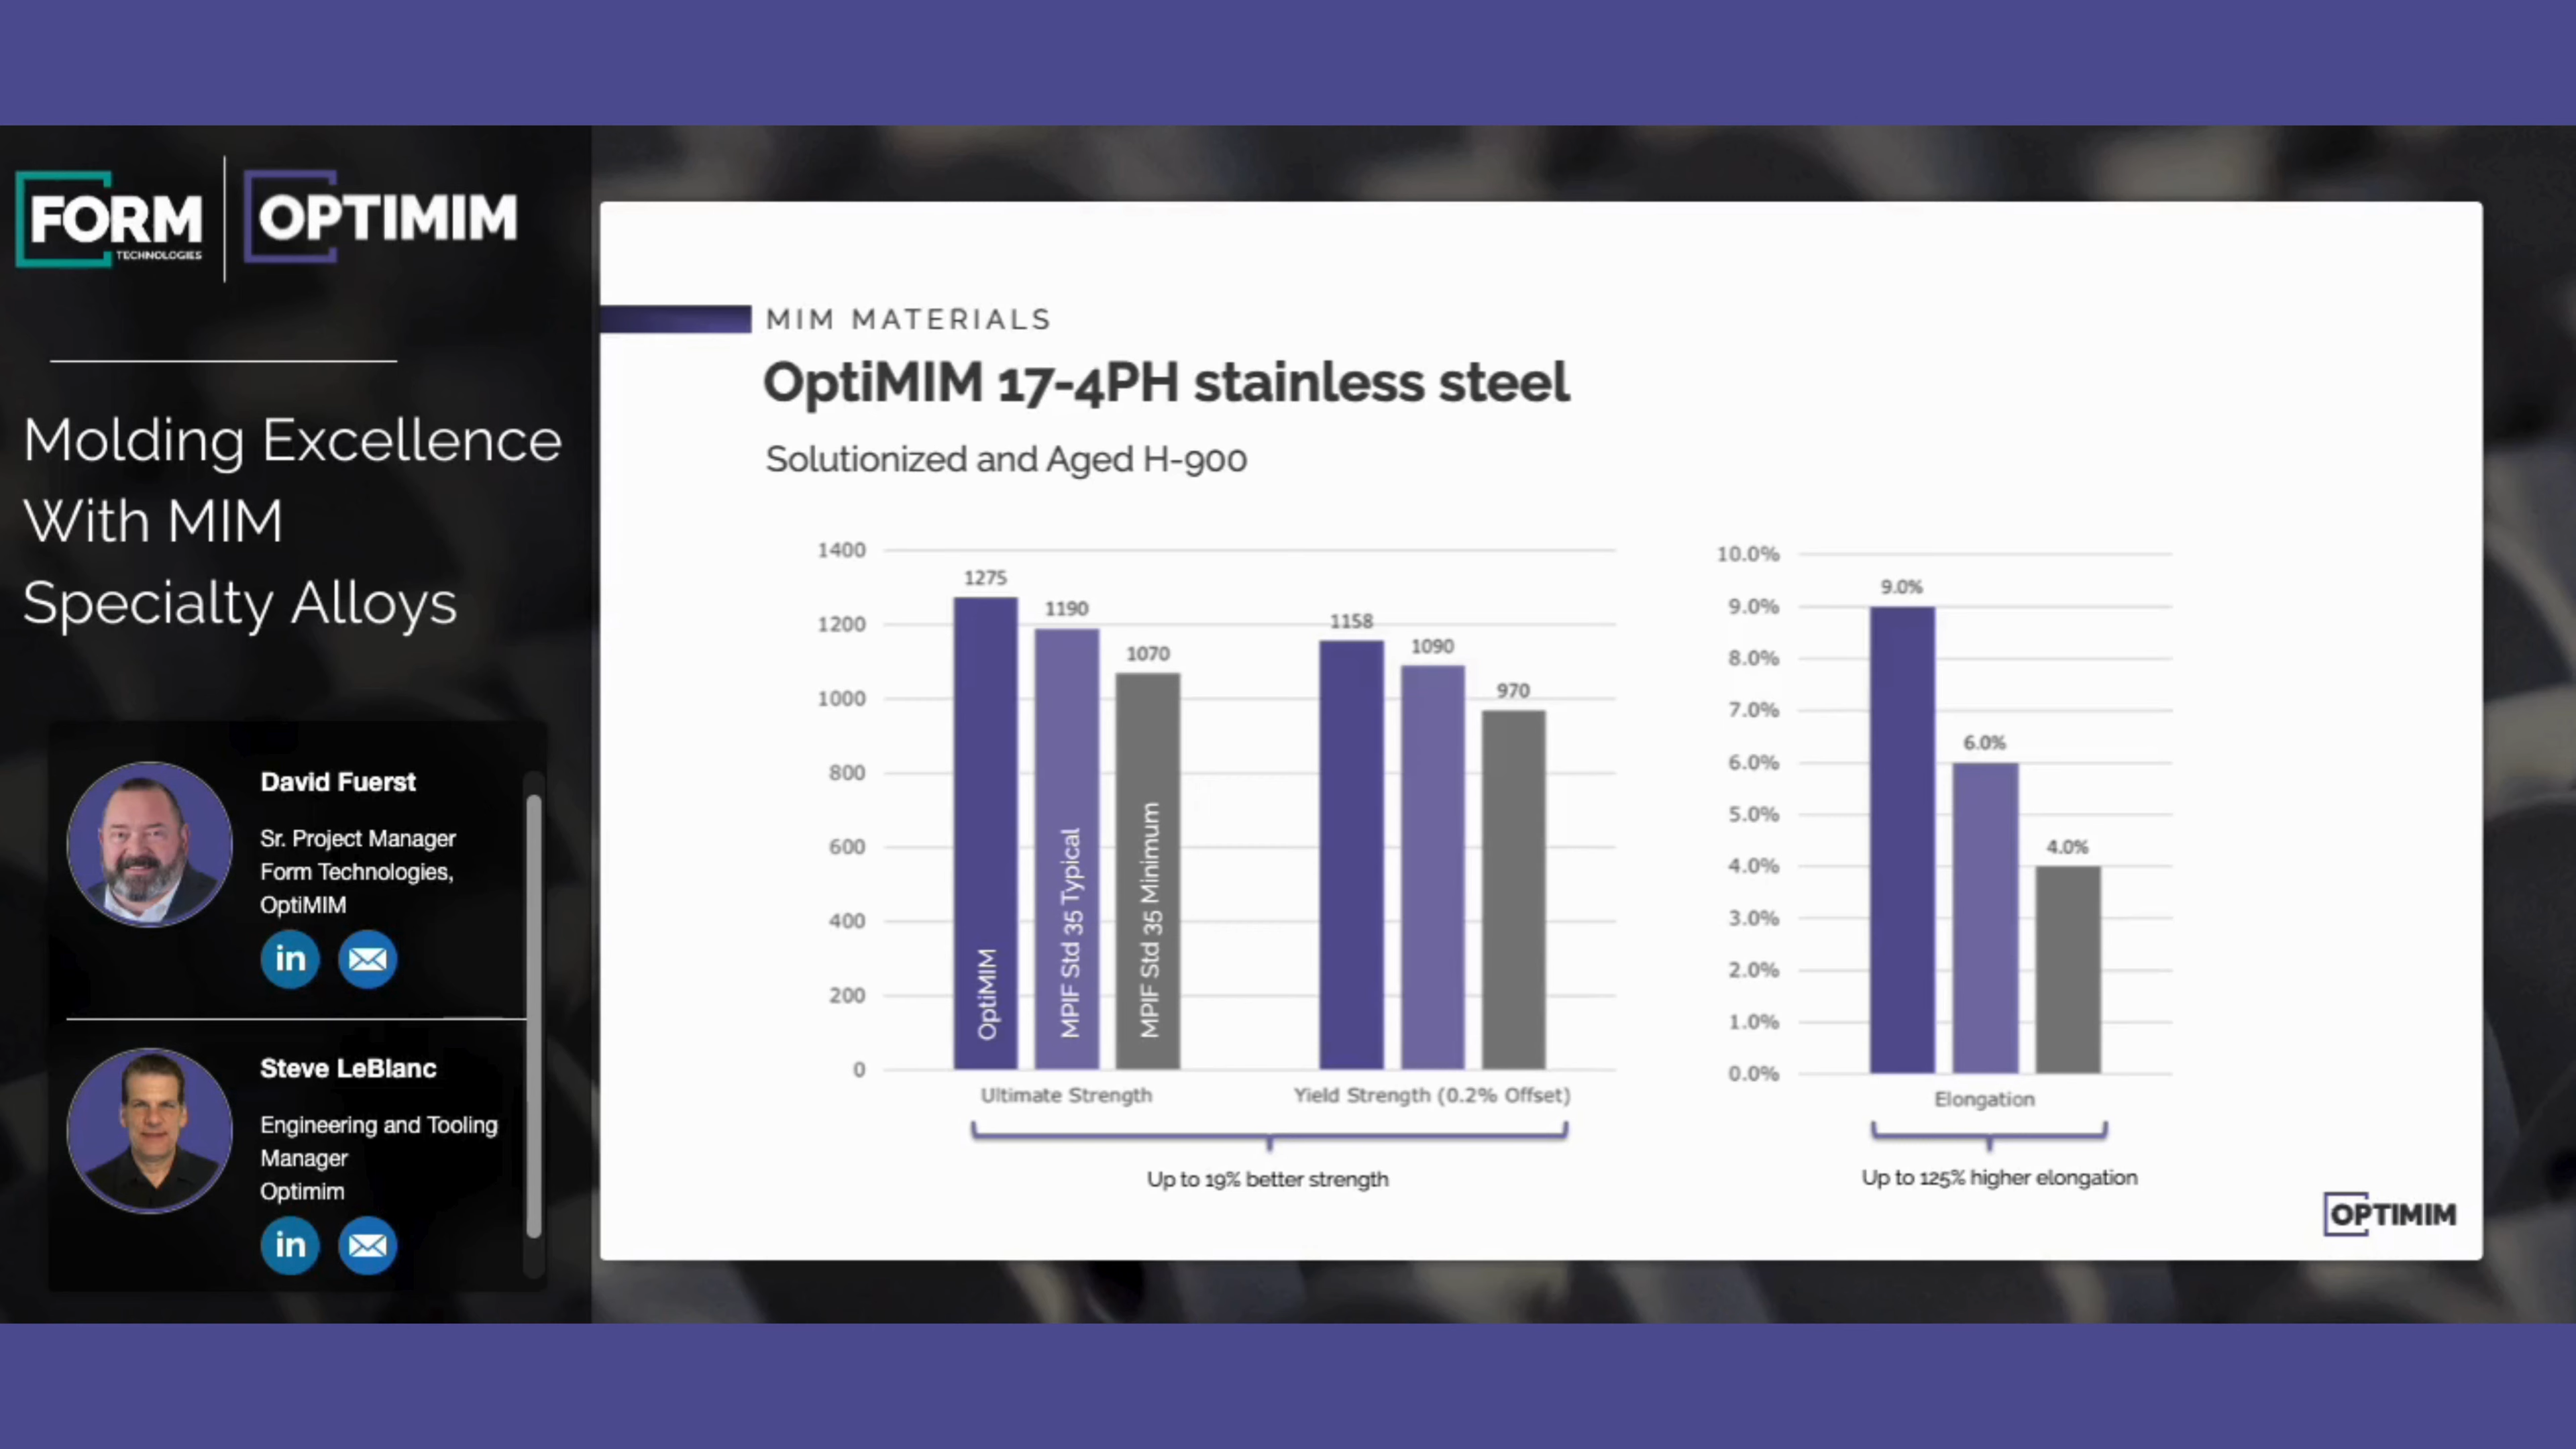 FORM
TECHNOLOGIES
OPTIMIM
Molding Excellence
With MIM
Specialty Alloys
David Fuerst
Sr. Project Manager
Form Technologies,
OptiMIM
in
Steve LeBlanc
Engineering and Tooling
Manager
Optimim
in
MIM MATERIALS
OptiMIM 17-4PH stainless steel
Solutionized and Aged H-900
1400
1200
1000
800
600
400
200
0
1275
1190
1070
1158
1090
970
OptiMIM
MPIF Std 35 Typical
MPIF Std 35 Minimum
Ultimate Strength
Yield Strength (0.2% Offset)
Up to 19% better strength
10.0%
9.0%
8.0%
7.0%
6.0%
5.0%
4.0%
3.0%
2.0%
1.0%
0.0%
9.0%
6.0%
4.0%
Elongation
Up to 125% higher elongation
OPTIMIM